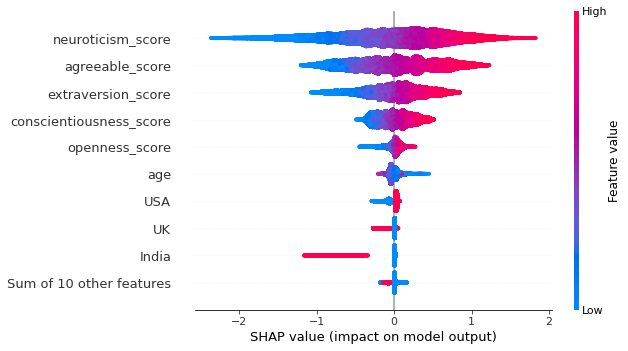 High
neuroticism_score
agreeable_score
extraversion_score
conscientiousness_score
openness_score
age
USA
UK
India
Sum of 10 other features
Feature value
Low
−2 −1 0 1 2
SHAP value (impact on model output)